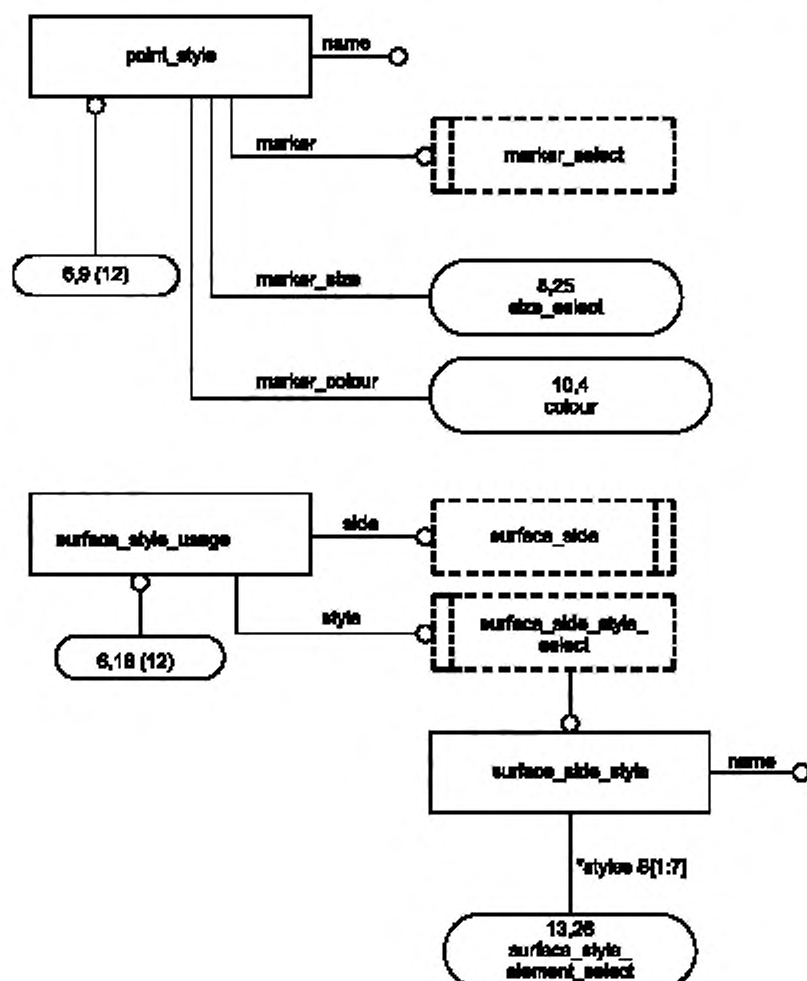 point_style
name
marker
marker_select
6,9 (12)
marker_size
8,25
size_select
marker_colour
10,4
colour
surface_style_usage
side
surface_side
style
surface_side_style_
select
6,18 (12)
surface_side_style
name
*styles S[1:7]
13,26
surface_style_
element_select